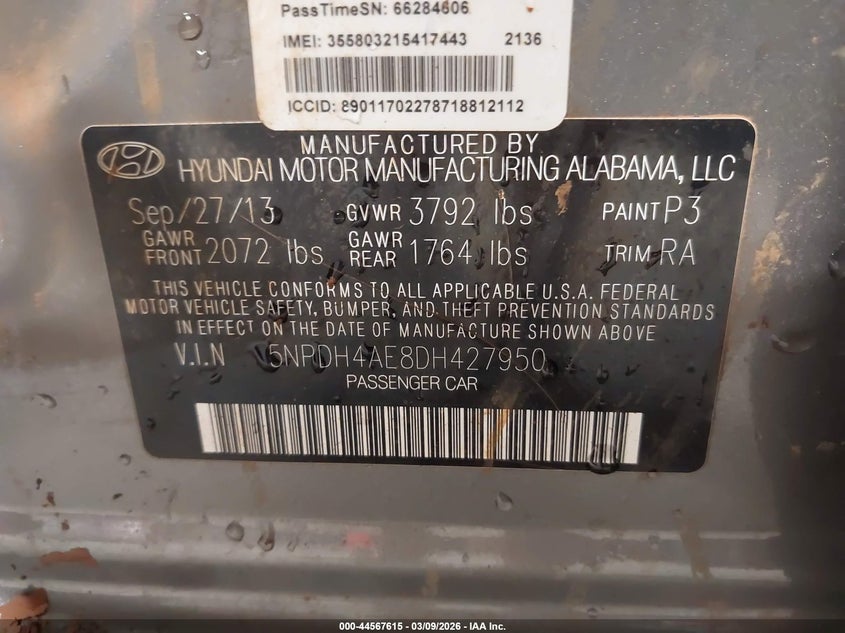 PassTimeSN: 66284606
IMEI: 355803215417443 2136
ICCID: 89011702278718812112
MANUFACTURED BY
HYUNDAI MOTOR MANUFACTURING ALABAMA, LLC
Sep/27/13 GVWR 3792 lbs PAINT P3
GAWR FRONT 2072 lbs GAWR REAR 1764 lbs TRIM RA
THIS VEHICLE CONFORMS TO ALL APPLICABLE U.S.A. FEDERAL
MOTOR VEHICLE SAFETY, BUMPER, AND THEFT PREVENTION STANDARDS
IN EFFECT ON THE DATE OF MANUFACTURE SHOWN ABOVE
V.I.N 5NPDH4AE8DH427950
PASSENGER CAR
000-44567615 - 03/09/2026 - IAA Inc.